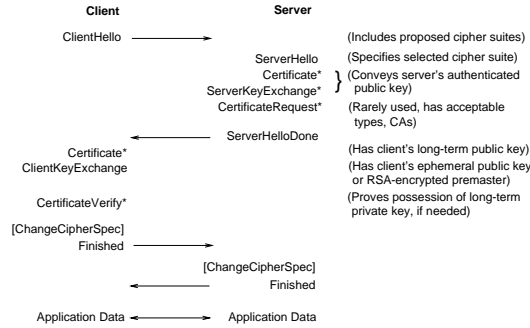 Client Server
ClientHello (Includes proposed cipher suites)
ServerHello (Specifies selected cipher suite)
Certificate* } (Conveys server's authenticated
ServerKeyExchange* public key)
CertificateRequest* (Rarely used, has acceptable
types, CAs)
ServerHelloDone
Certificate* (Has client's long-term public key)
ClientKeyExchange (Has client's ephemeral public key
or RSA-encrypted premaster)
CertificateVerify* (Proves possession of long-term
private key, if needed)
[ChangeCipherSpec]
Finished
[ChangeCipherSpec]
Finished
Application Data Application Data